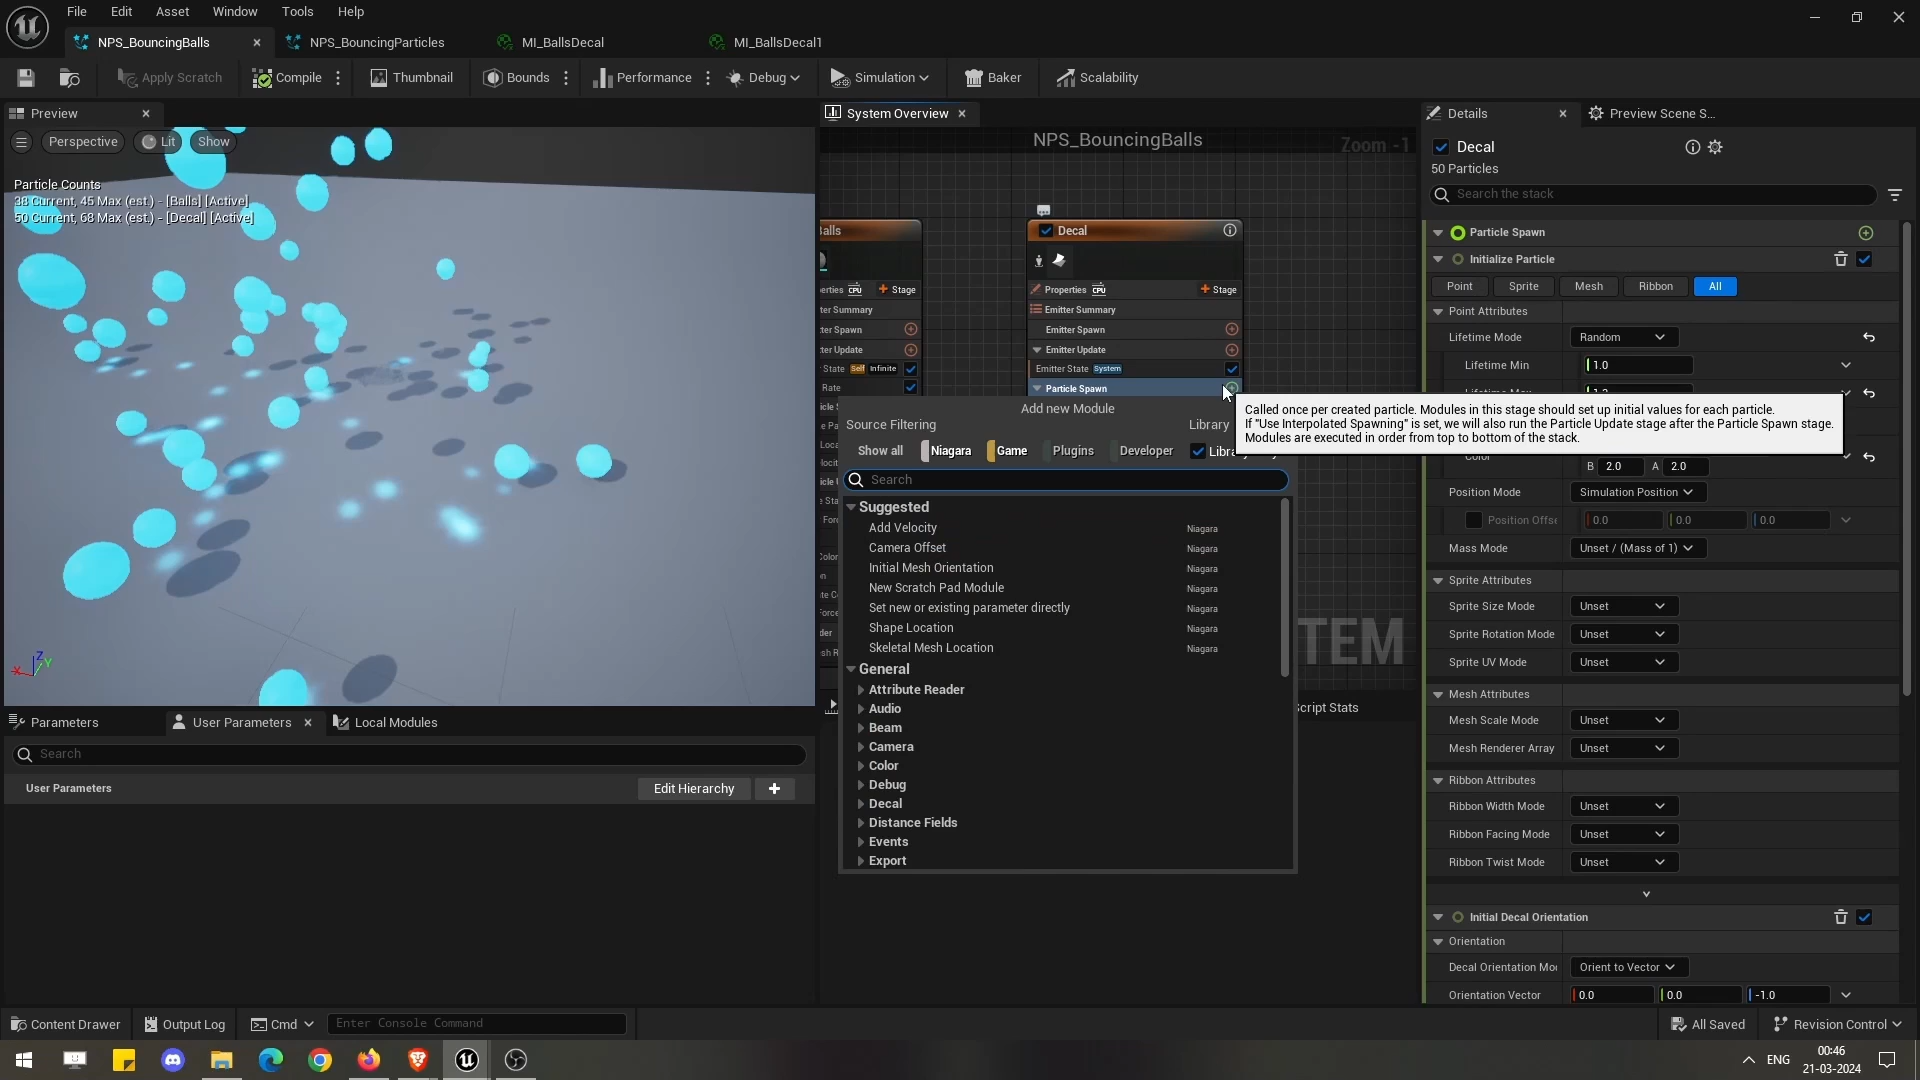 File Edit Asset Window Tools Help
NPS_BouncingBalls NPS_BouncingParticles MI_BallsDecal MI_BallsDecal1
Apply Scratch Compile Thumbnail Bounds Performance Debug Simulation Baker Scalability
Preview
Perspective Lit Show
Particle Counts
38 Current, 45 Max (est.) - [Balls] [Active]
50 Current, 68 Max (est.) - [Decal] [Active]
Z
Y
X
Parameters User Parameters Local Modules
Search
User Parameters Edit Hierarchy
System Overview
NPS_BouncingBalls Zoom -1
Decal
CPU Stage Properties CPU Stage
Emitter Summary
Emitter Spawn
Emitter Update
State Self Infinite Emitter State System
Rate Particle Spawn
Add new Module
Source Filtering Library
Show all Niagara Game Plugins Developer
Search
Suggested
Add Velocity Niagara
Camera Offset Niagara
Initial Mesh Orientation Niagara
New Scratch Pad Module Niagara
Set new or existing parameter directly Niagara
Shape Location Niagara
Skeletal Mesh Location Niagara
General
Attribute Reader
Audio
Beam
Camera
Color
Debug
Decal
Distance Fields
Events
Export
Called once per created particle. Modules in this stage should set up initial values for each particle.
If "Use Interpolated Spawning" is set, we will also run the Particle Update stage after the Particle Spawn stage.
Modules are executed in order from top to bottom of the stack.
Details Preview Scene S...
Decal
50 Particles
Search the stack
Particle Spawn
Initialize Particle
Point Sprite Mesh Ribbon All
Point Attributes
Lifetime Mode Random
Lifetime Min 1.0
B 2.0 A 2.0
Position Mode Simulation Position
Position Offse 0.0 0.0 0.0
Mass Mode Unset / (Mass of 1)
Sprite Attributes
Sprite Size Mode Unset
Sprite Rotation Mode Unset
Sprite UV Mode Unset
Mesh Attributes
Mesh Scale Mode Unset
Mesh Renderer Array Unset
Ribbon Attributes
Ribbon Width Mode Unset
Ribbon Facing Mode Unset
Ribbon Twist Mode Unset
Initial Decal Orientation
Orientation
Decal Orientation Mo Orient to Vector
Orientation Vector 0.0 0.0 -1.0
Content Drawer Output Log Cmd Enter Console Command All Saved Revision Control
ENG 00:46
21-03-2024